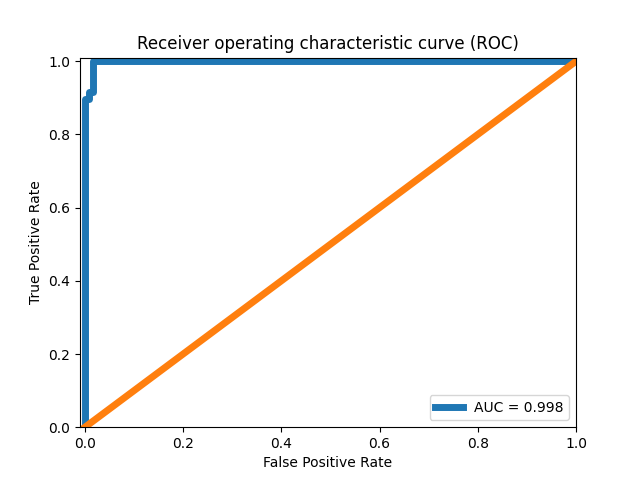 Receiver operating characteristic curve (ROC)
True Positive Rate
1.0
0.8
0.6
0.4
0.2
0.0
0.0 0.2 0.4 0.6 0.8 1.0
False Positive Rate
AUC = 0.998